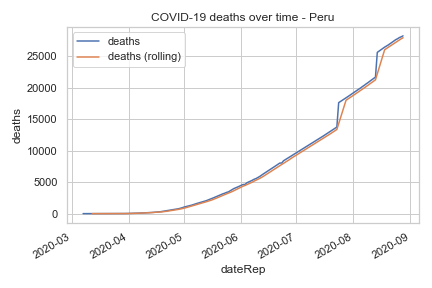 COVID-19 deaths over time - Peru
deaths
deaths (rolling)
25000
20000
15000
10000
5000
0
deaths
2020-03
2020-04
2020-05
2020-06
2020-07
2020-08
2020-09
dateRep